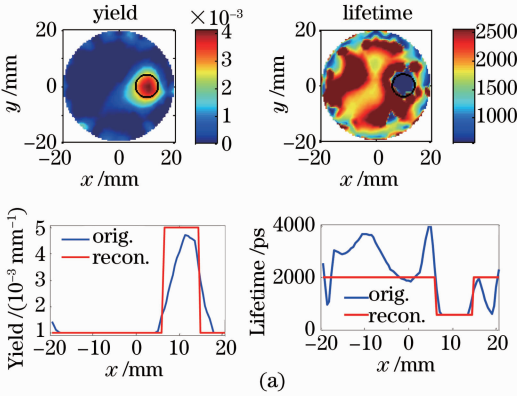 yield
×10⁻³
y /mm
20
0
−20
−20
0
20
x /mm
4
3
2
1
0
lifetime
y /mm
20
0
−20
−20
0
20
x /mm
2500
2000
1500
1000
Yield /(10⁻³ mm⁻¹)
5
4
3
2
1
orig.
recon.
−20
−10
0
10
20
x /mm
Lifetime /ps
4000
2000
0
orig.
recon.
−20
−10
0
10
20
x /mm
(a)